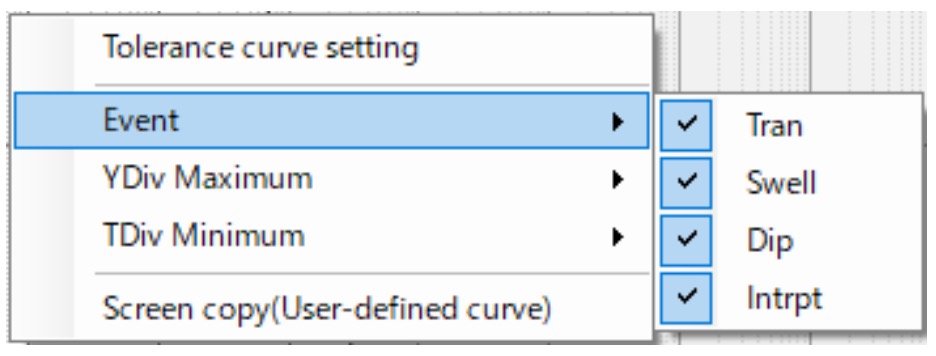 Tolerance curve setting
Event
YDiv Maximum
TDiv Minimum
Screen copy(User-defined curve)
Tran
Swell
Dip
Intrpt